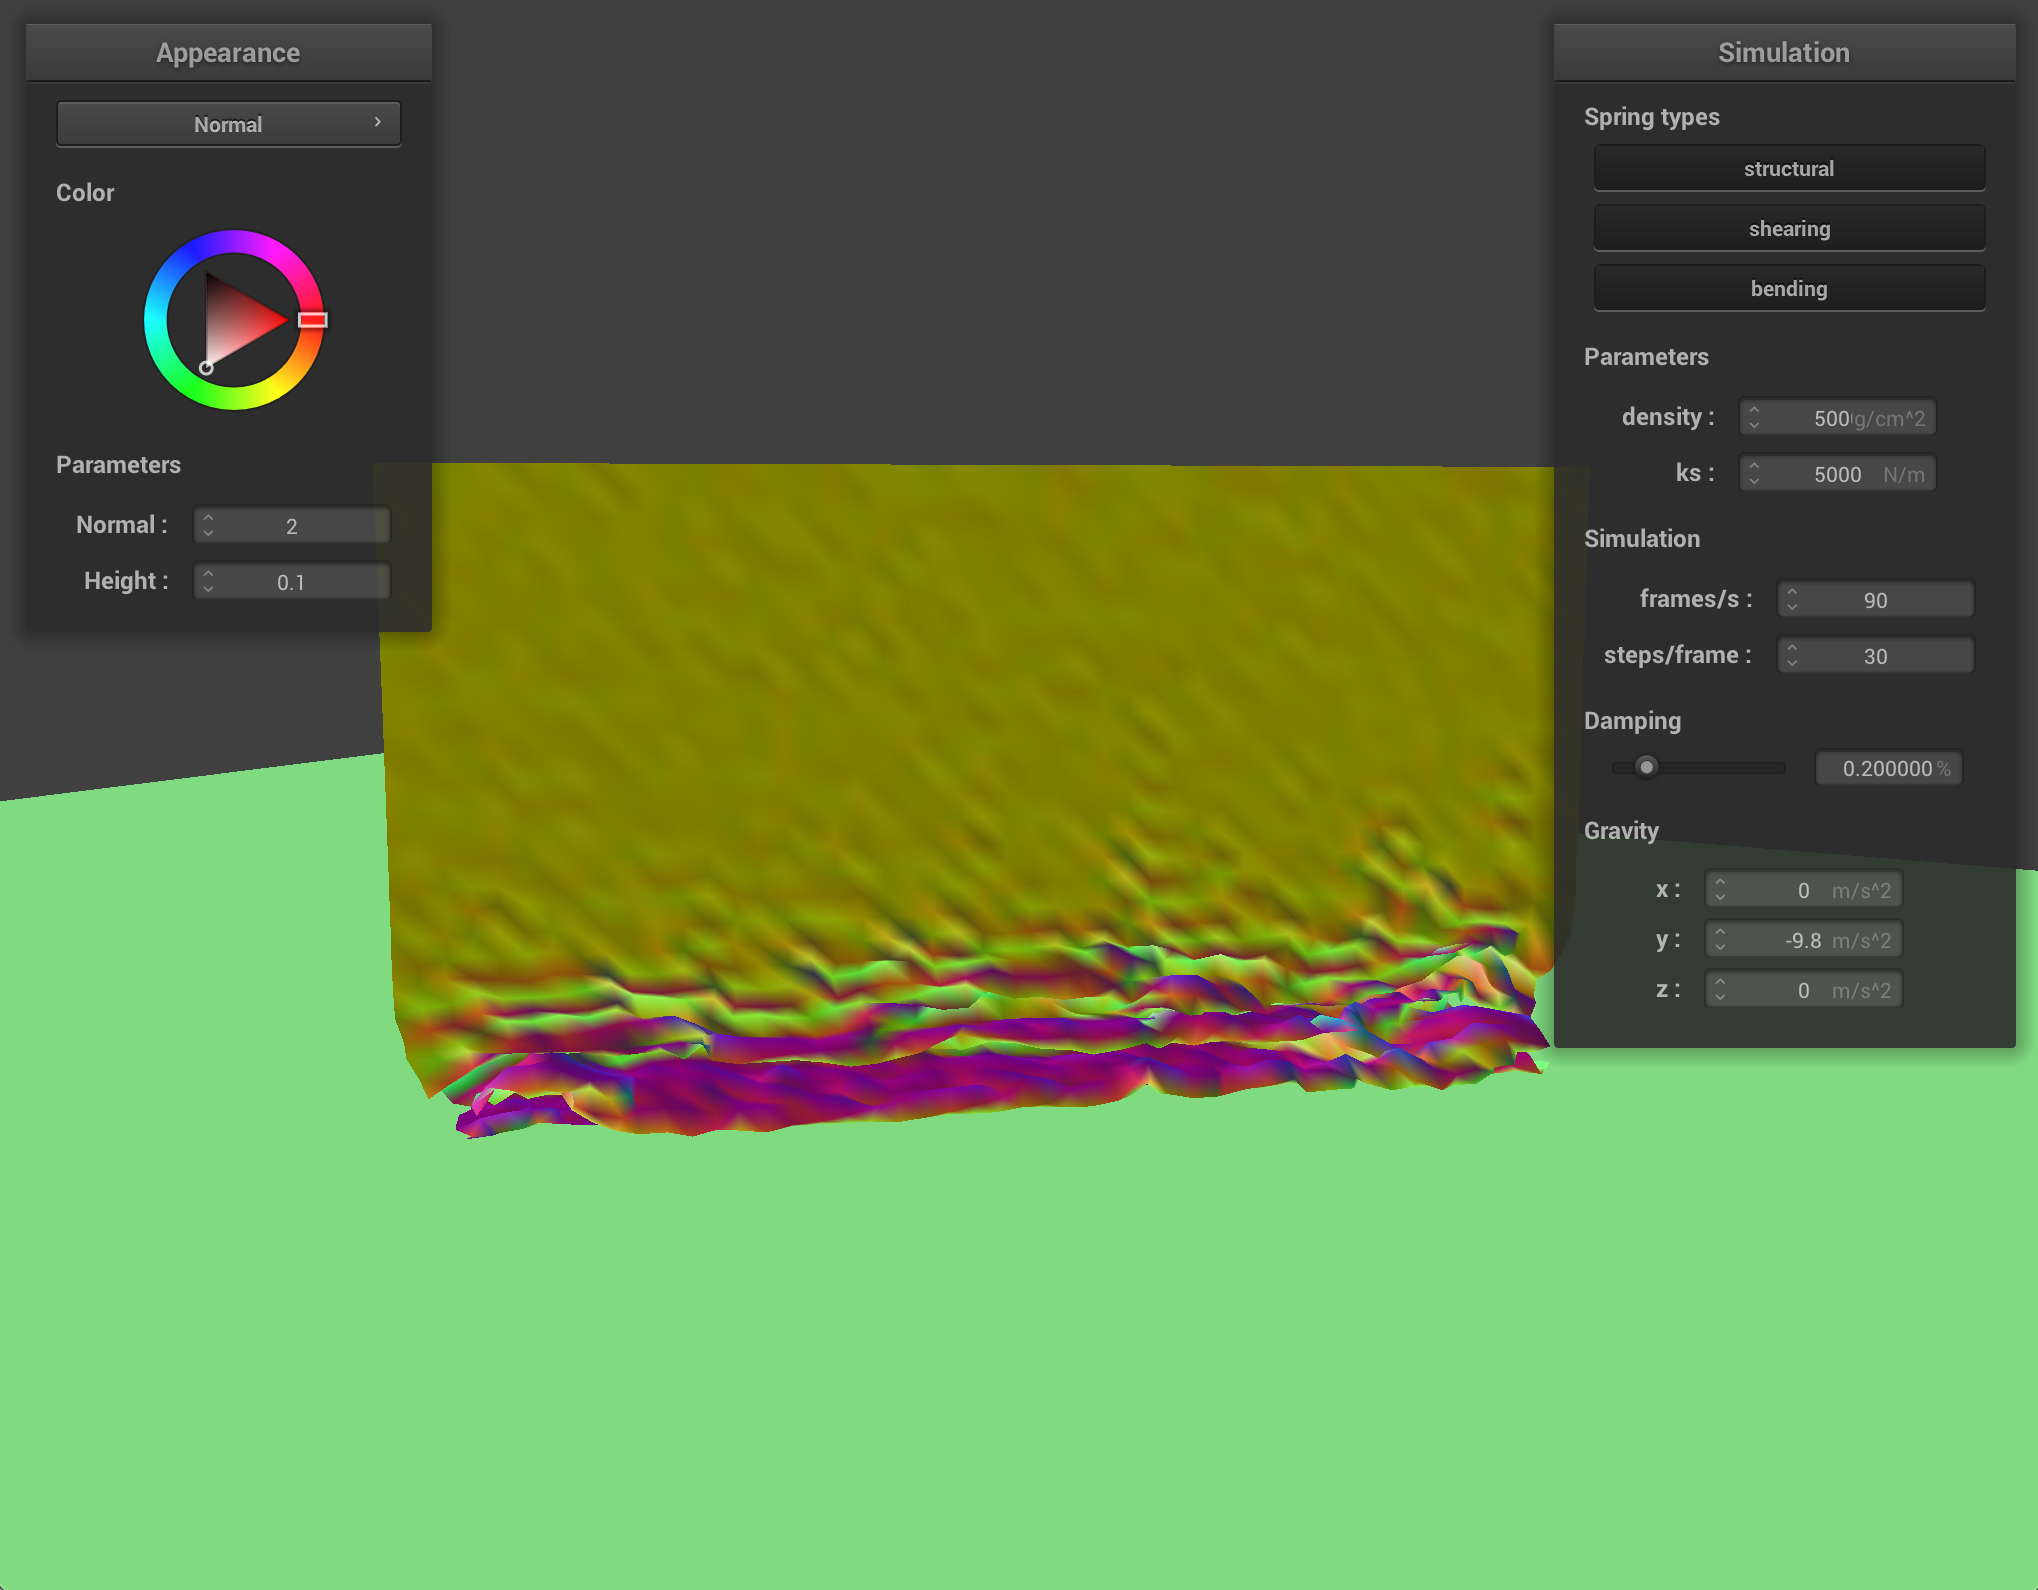 Appearance
Normal
Color
Parameters
Normal : 2
Height : 0.1
Simulation
Spring types
structural
shearing
bending
Parameters
density : 500 g/cm^2
ks : 5000 N/m
Simulation
frames/s : 90
steps/frame : 30
Damping
0.200000 %
Gravity
x : 0 m/s^2
y : -9.8 m/s^2
z : 0 m/s^2